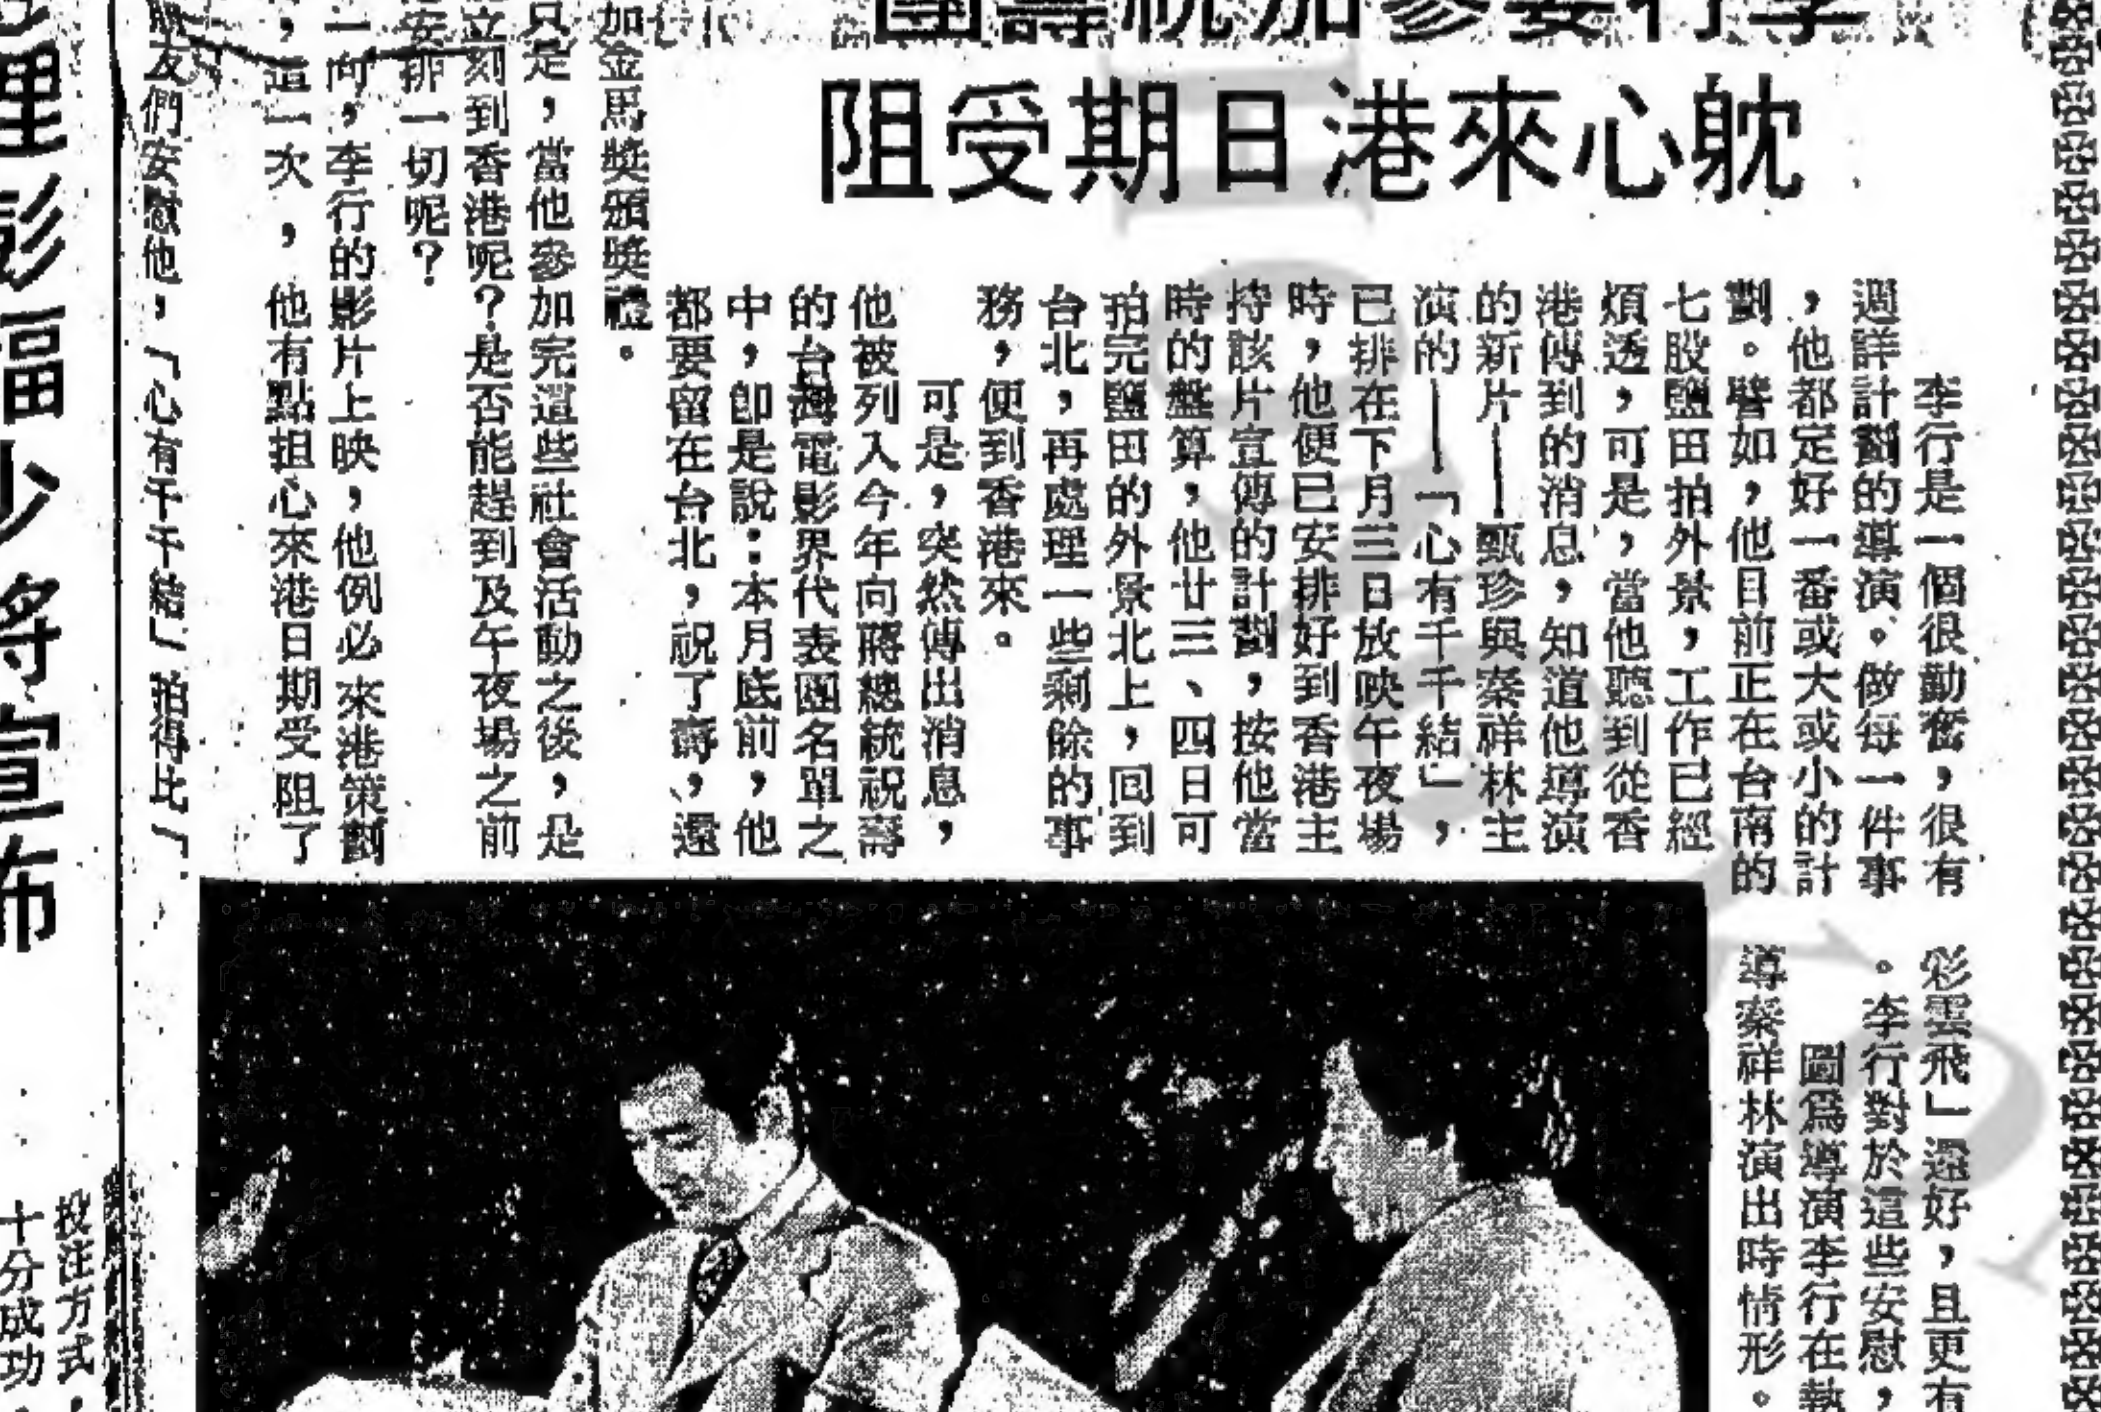 李行要參加祝壽團
躭心來港日期受阻
李行是一個很勤奮，很有
週詳計劃的導演。做每一件事
，他都定好一番或大或小的計
劃。譬如，他目前正在台南的
七股鹽田拍外景，工作已經
煩透，可是，當他聽到從香
港傳到的消息，知道他導演
的新片——甄珍與秦祥林主
演的——「心有千千結」，
已排在下月三日放映午夜場
時，他便已安排好到香港主
持該片宣傳的計劃，按他當
時的盤算，他廿三、四日可
拍完鹽田的外景北上，回到
台北，再處理一些剩餘的事
務，便到香港來。
可是，突然傳出消息，
他被列入今年向蔣總統祝壽
的台灣電影界代表團名單之
中，卽是說：本月底前，他
都要留在台北，祝了壽，還
加金馬獎頒獎禮。
只是，當他參加完這些社會活動之後，是
立刻到香港呢？是否能趕到及午夜場之前
安排一切呢？
一向，李行的影片上映，他例必來港策劃
，這一次，他有點担心來港日期受阻了
朋友們安慰他，「心有千千結」拍得比「
彩雲飛」還好，且更有
。李行對於這些安慰，
圖爲導演李行在執
導秦祥林演出時情形。
理彭福少將宣佈
投注方式，
十分成功